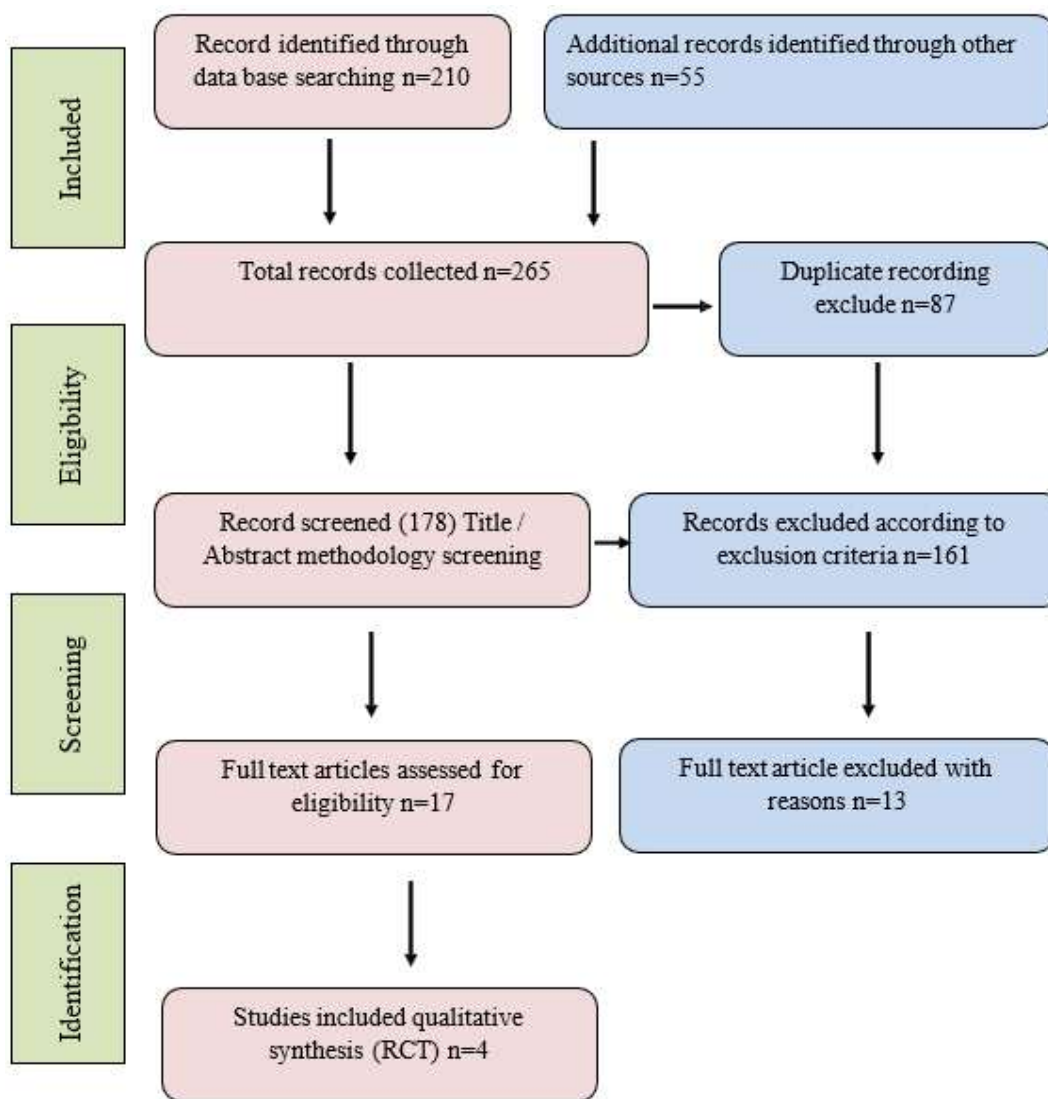 Included
Record identified through
data base searching n=210
Additional records identified through other
sources n=55
Total records collected n=265
Duplicate recording
exclude n=87
Eligibility
Record screened (178) Title /
Abstract methodology screening
Records excluded according to
exclusion criteria n=161
Screening
Full text articles assessed for
eligibility n=17
Full text article excluded with
reasons n=13
Identification
Studies included qualitative
synthesis (RCT) n=4